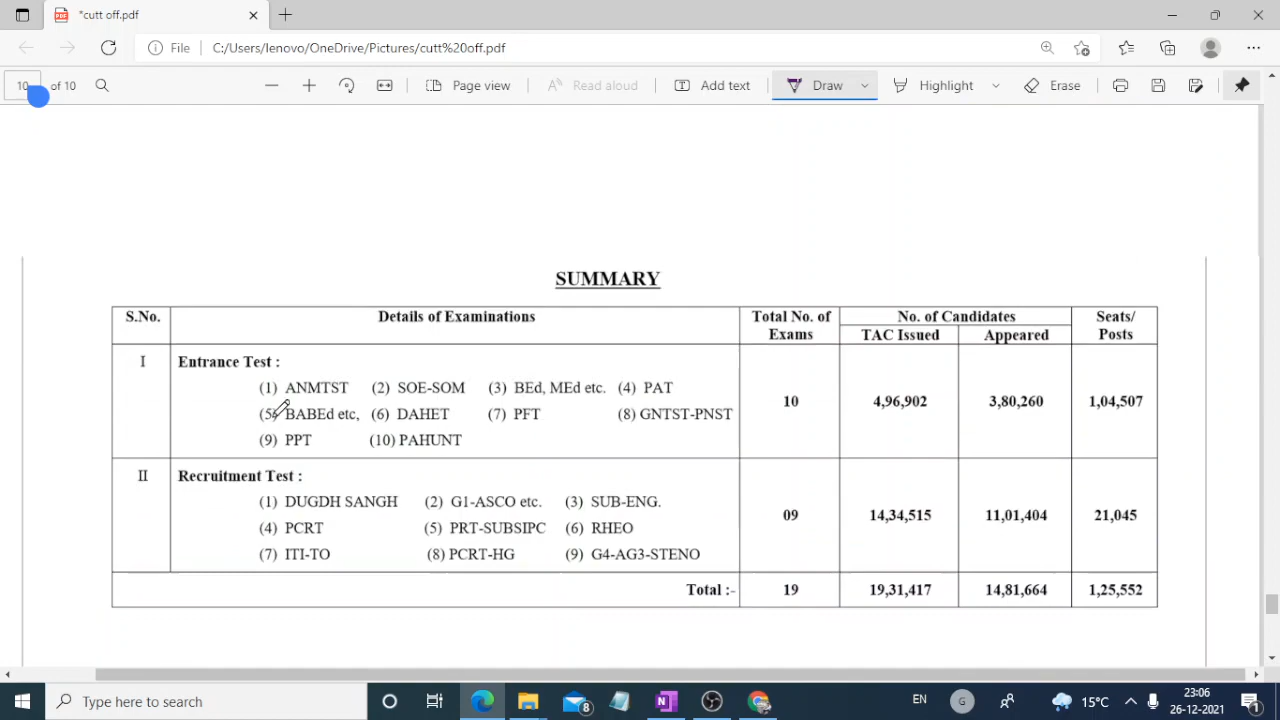 *cutt off.pdf
File C:/Users/lenovo/OneDrive/Pictures/cutt%20off.pdf
10 of 10 Page view Read aloud Add text Draw Highlight Erase
SUMMARY
S.No. Details of Examinations Total No. of Exams No. of Candidates Seats/ Posts
TAC Issued Appeared
I Entrance Test :
(1) ANMTST (2) SOE-SOM (3) BEd, MEd etc. (4) PAT
(5) BABEd etc, (6) DAHET (7) PFT (8) GNTST-PNST
(9) PPT (10) PAHUNT
10 4,96,902 3,80,260 1,04,507
II Recruitment Test :
(1) DUGDH SANGH (2) G1-ASCO etc. (3) SUB-ENG.
(4) PCRT (5) PRT-SUBSIPC (6) RHEO
(7) ITI-TO (8) PCRT-HG (9) G4-AG3-STENO
09 14,34,515 11,01,404 21,045
Total :- 19 19,31,417 14,81,664 1,25,552
Type here to search 8 EN G 15°C 23:06
26-12-2021 1